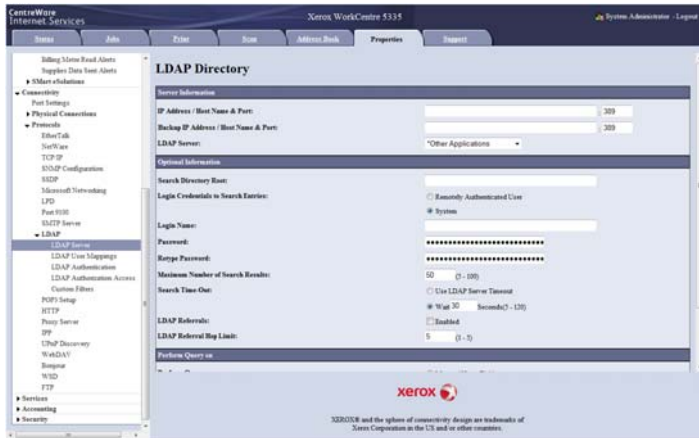 CentreWare
Internet Services
Xerox WorkCentre 5335
System Administrator - Logout
Status
Jobs
Print
Scan
Address Book
Properties
Support
Billing Meter Read Alerts
Supplies Data Sent Alerts
SMart eSolutions
Connectivity
Port Settings
Physical Connections
Protocols
EtherTalk
NetWare
TCP/IP
SNMP Configuration
SSDP
Microsoft Networking
LPD
Port 9100
SMTP Server
LDAP
LDAP Server
LDAP User Mappings
LDAP Authentication
LDAP Authentication Access
Custom Filters
POP3 Setup
HTTP
Proxy Server
IPP
UPnP Discovery
WebDAV
Bonjour
WSD
FTP
Services
Accounting
Security
LDAP Directory
Server Information
IP Address / Host Name & Port:
: 389
Backup IP Address / Host Name & Port:
: 389
LDAP Server:
*Other Applications
Optional Information
Search Directory Root:
Login Credentials to Search Entries:
Remotely Authenticated User
System
Login Name:
Password:
Retype Password:
Maximum Number of Search Results:
50 (5 - 100)
Search Time Out:
Use LDAP Server Timeout
Wait 30 Seconds(5 - 120)
LDAP Referrals:
Enabled
LDAP Referral Hop Limit:
5 (1 - 5)
Perform Query on
xerox
XEROX® and the sphere of connectivity design are trademarks of
Xerox Corporation in the US and/or other countries.